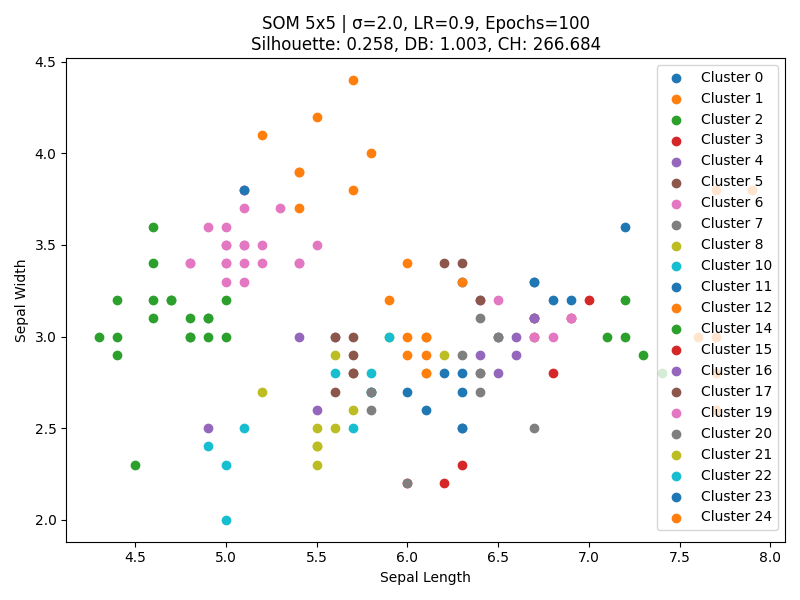 SOM 5x5 | σ=2.0, LR=0.9, Epochs=100
Silhouette: 0.258, DB: 1.003, CH: 266.684
4.5
4.0
3.5
3.0
2.5
2.0
Sepal Width
4.5 5.0 5.5 6.0 6.5 7.0 7.5 8.0
Sepal Length
Cluster 0
Cluster 1
Cluster 2
Cluster 3
Cluster 4
Cluster 5
Cluster 6
Cluster 7
Cluster 8
Cluster 10
Cluster 11
Cluster 12
Cluster 14
Cluster 15
Cluster 16
Cluster 17
Cluster 19
Cluster 20
Cluster 21
Cluster 22
Cluster 23
Cluster 24